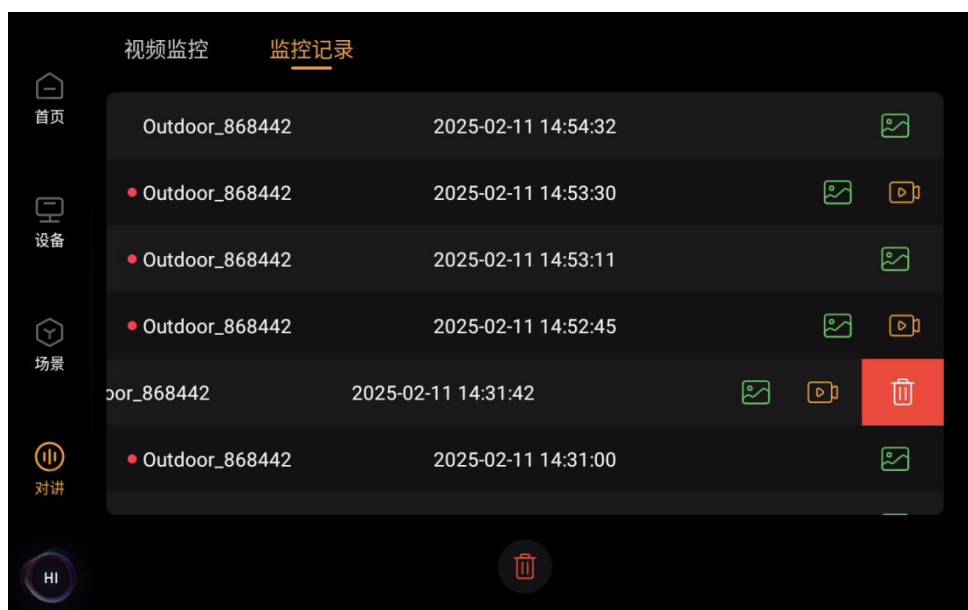 视频监控 监控记录
首页
Outdoor_868442 2025-02-11 14:54:32
Outdoor_868442 2025-02-11 14:53:30
设备
Outdoor_868442 2025-02-11 14:53:11
Outdoor_868442 2025-02-11 14:52:45
场景
oor_868442 2025-02-11 14:31:42
Outdoor_868442 2025-02-11 14:31:00
对讲
HI